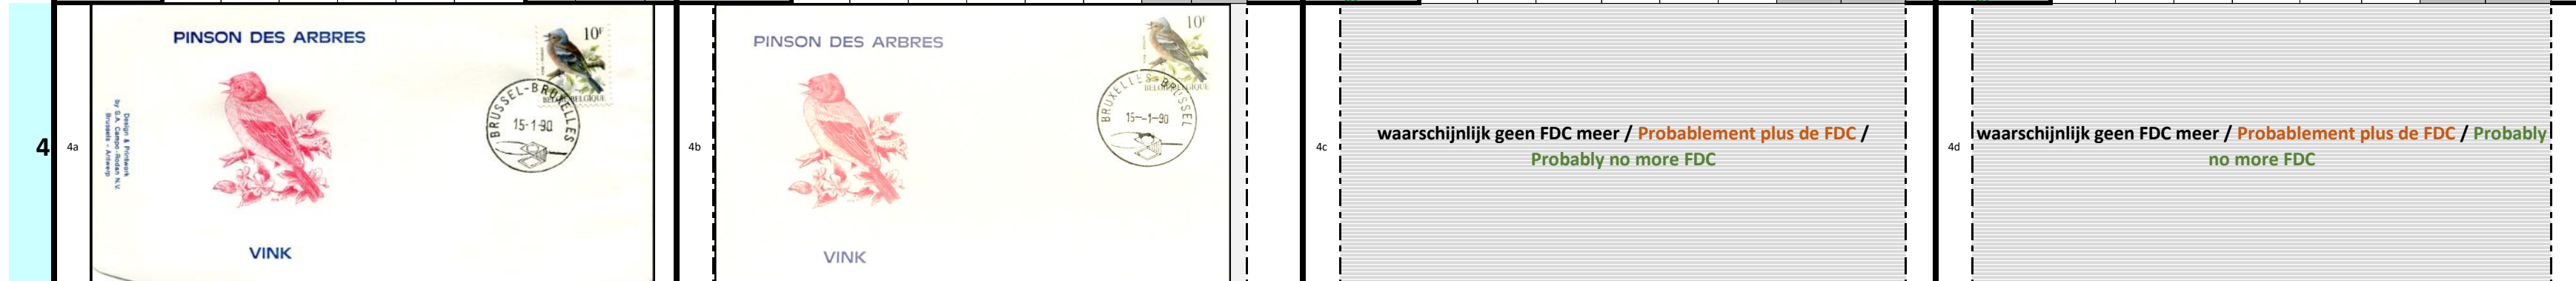 4
4a
PINSON DES ARBRES
10F
BELGIË-BELGIQUE
BRUSSEL-BRUXELLES
15-1-90
Design & Printwork
by S.A. Campo-Rodan N.V.
Brussels - Antwerp
VINK
4b
PINSON DES ARBRES
10F
BRUXELLES-BRUSSEL
15--1-90
VINK
4c
waarschijnlijk geen FDC meer / Probablement plus de FDC /
Probably no more FDC
4d
waarschijnlijk geen FDC meer / Probablement plus de FDC / Probably
no more FDC